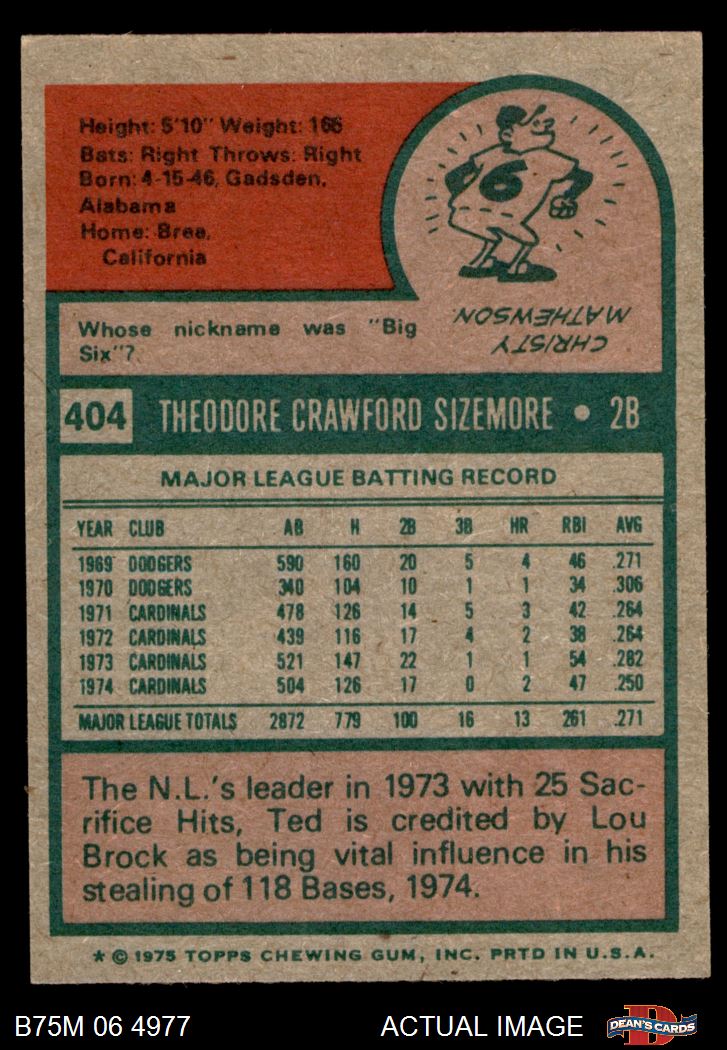 Height: 5'10" Weight: 165
Bats: Right Throws: Right
Born: 4-15-46, Gadsden,
Alabama
Home: Brea,
California
6
Whose nickname was "Big
Six"?
CHRISTY
MATHEWSON
404 THEODORE CRAWFORD SIZEMORE • 2B
MAJOR LEAGUE BATTING RECORD
YEAR CLUB AB H 2B 3B HR RBI AVG
1969 DODGERS 590 160 20 5 4 46 .271
1970 DODGERS 340 104 10 1 1 34 .306
1971 CARDINALS 478 126 14 5 3 42 .264
1972 CARDINALS 439 116 17 4 2 38 .264
1973 CARDINALS 521 147 22 1 1 54 .282
1974 CARDINALS 504 126 17 0 2 47 .250
MAJOR LEAGUE TOTALS 2872 779 100 16 13 261 .271
The N.L.'s leader in 1973 with 25 Sac-
rifice Hits, Ted is credited by Lou
Brock as being vital influence in his
stealing of 118 Bases, 1974.
* © 1975 TOPPS CHEWING GUM, INC. PRTD IN U.S.A.
B75M 06 4977 ACTUAL IMAGE D DEAN'S CARDS